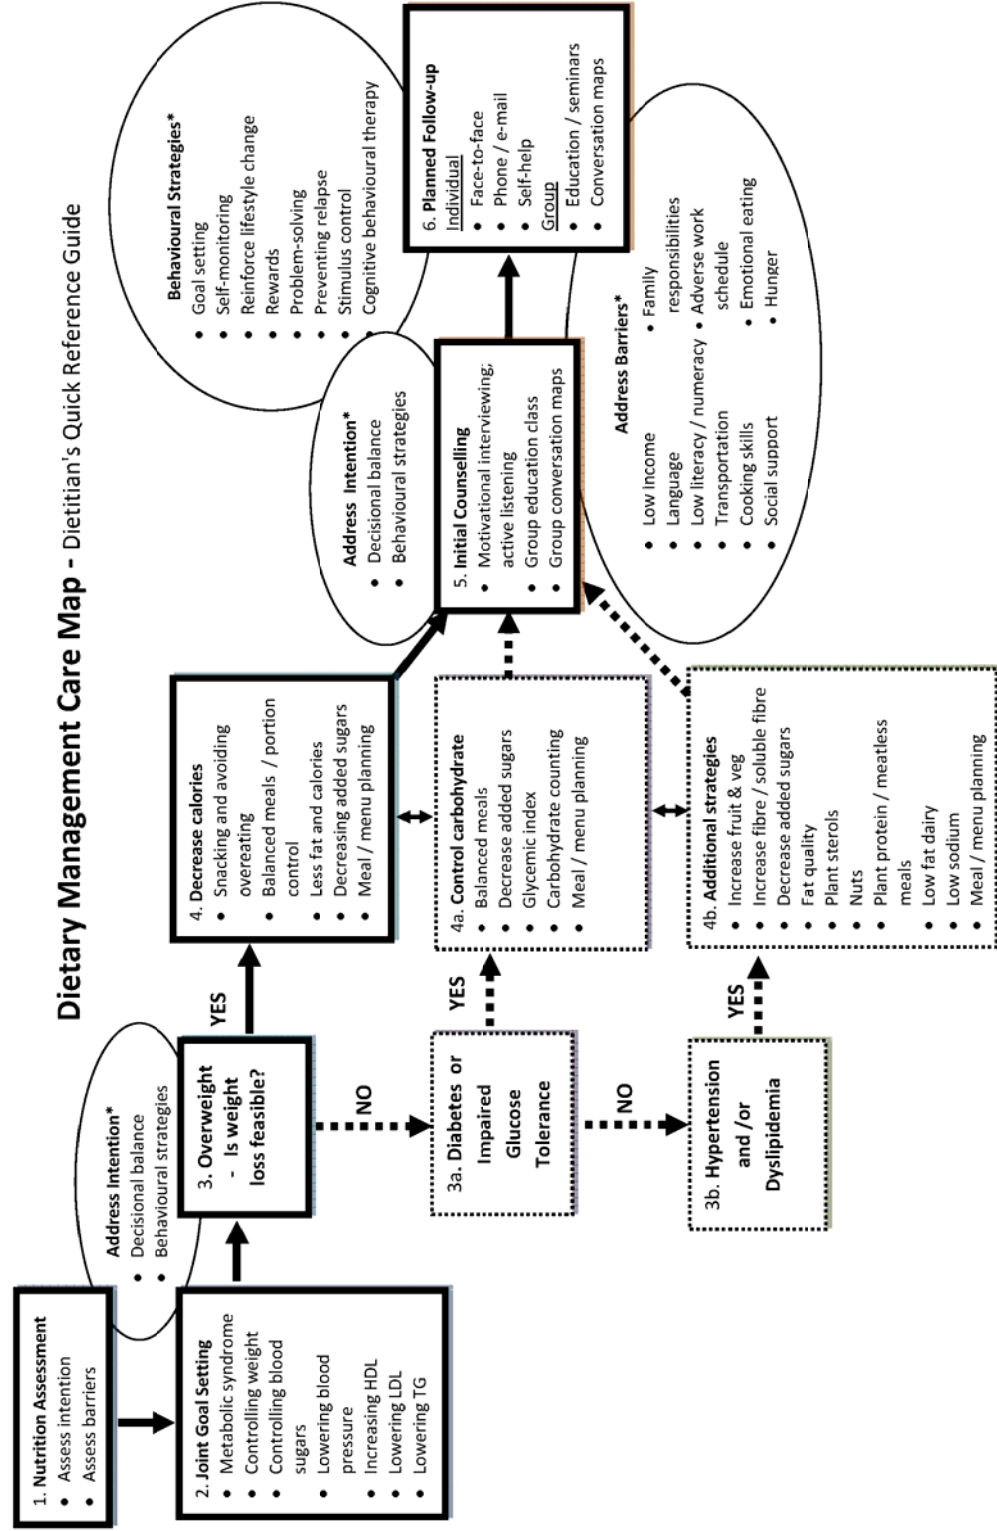 Dietary Management Care Map - Dietitian's Quick Reference Guide
1. Nutrition Assessment
• Assess intention
• Assess barriers
Address Intention*
• Decisional balance
• Behavioural strategies
2. Joint Goal Setting
• Metabolic syndrome
• Controlling weight
• Controlling blood
sugars
• Lowering blood
pressure
• Increasing HDL
• Lowering LDL
• Lowering TG
3. Overweight
- Is weight
loss feasible?
YES
NO
3a. Diabetes or
Impaired
Glucose
Tolerance
YES
NO
3b. Hypertension
and /or
Dyslipidemia
YES
4. Decrease calories
• Snacking and avoiding
overeating
• Balanced meals / portion
control
• Less fat and calories
• Decreasing added sugars
• Meal / menu planning
4a. Control carbohydrate
• Balanced meals
• Decrease added sugars
• Glycemic index
• Carbohydrate counting
• Meal / menu planning
4b. Additional strategies
• Increase fruit & veg
• Increase fibre / soluble fibre
• Decrease added sugars
• Fat quality
• Plant sterols
• Nuts
• Plant protein / meatless
meals
• Low fat dairy
• Low sodium
• Meal / menu planning
Address Intention*
• Decisional balance
• Behavioural strategies
5. Initial Counselling
• Motivational interviewing;
active listening
• Group education class
• Group conversation maps
Behavioural Strategies*
• Goal setting
• Self-monitoring
• Reinforce lifestyle change
• Rewards
• Problem-solving
• Preventing relapse
• Stimulus control
• Cognitive behavioural therapy
6. Planned Follow-up
Individual
• Face-to-face
• Phone / e-mail
• Self-help
Group
• Education / seminars
• Conversation maps
Address Barriers*
• Low income
• Language
• Low literacy / numeracy
• Transportation
• Cooking skills
• Social support
• Family
responsibilities
• Adverse work
schedule
• Emotional eating
• Hunger